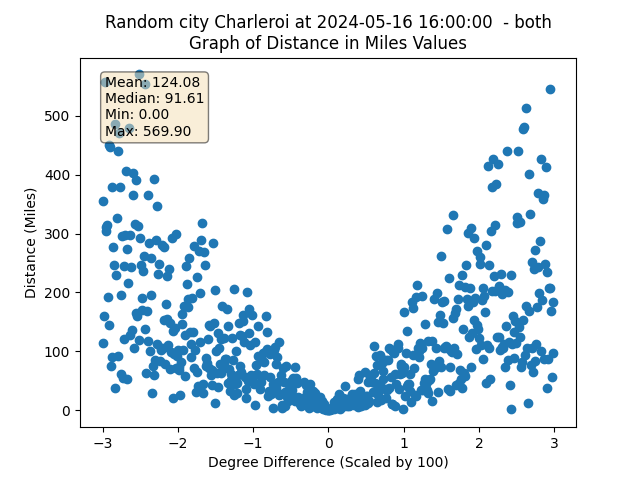 Random city Charleroi at 2024-05-16 16:00:00  - both
Graph of Distance in Miles Values
Mean: 124.08
Median: 91.61
Min: 0.00
Max: 569.90
500
400
300
200
100
0
Distance (Miles)
−3 −2 −1 0 1 2 3
Degree Difference (Scaled by 100)